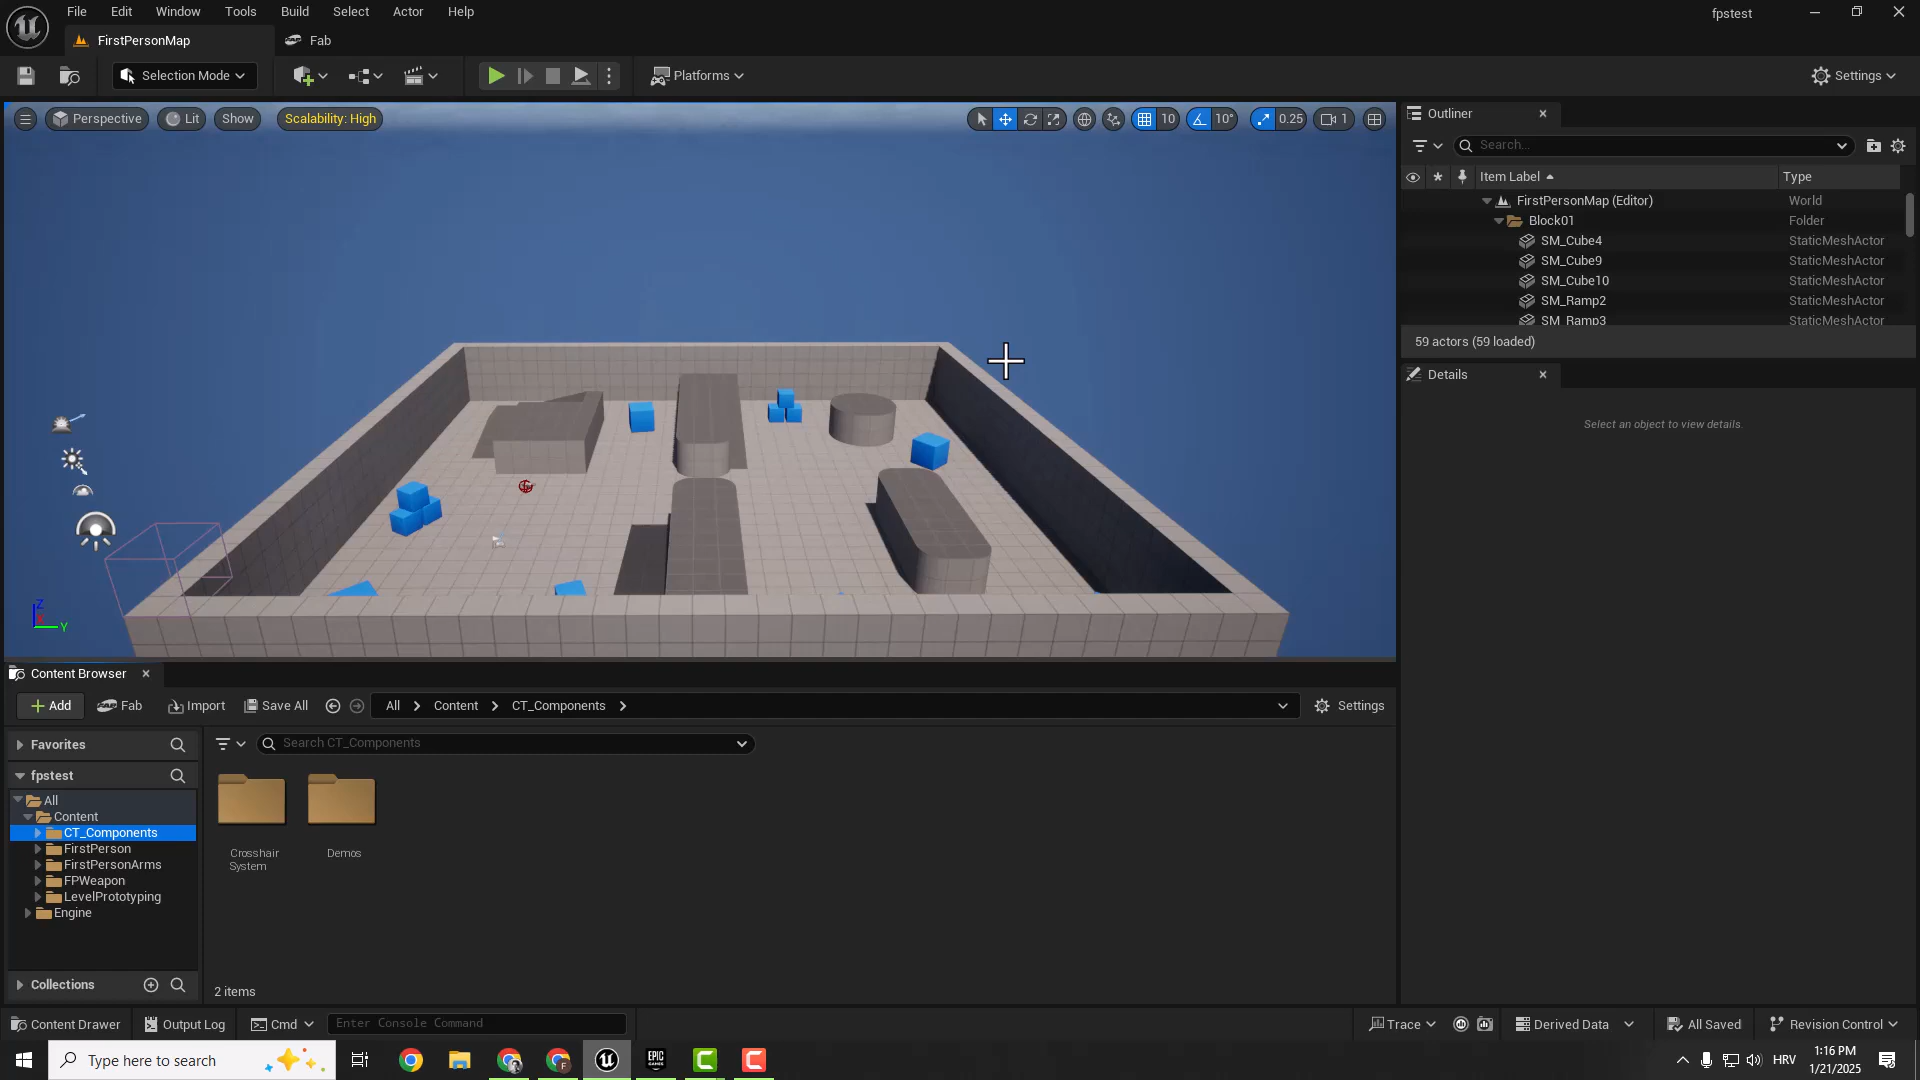 File Edit Window Tools Build Select Actor Help
fpstest
FirstPersonMap
Fab
Selection Mode
Platforms
Settings
Perspective
Lit
Show
Scalability: High
10
10°
0.25
1
Outliner
Search...
Item Label
Type
FirstPersonMap (Editor) World
Block01 Folder
SM_Cube4 StaticMeshActor
SM_Cube9 StaticMeshActor
SM_Cube10 StaticMeshActor
SM_Ramp2 StaticMeshActor
SM_Ramp3 StaticMeshActor
59 actors (59 loaded)
Details
Select an object to view details.
Z
Y
Content Browser
Add
Fab
Import
Save All
All
Content
CT_Components
Settings
Favorites
Search CT_Components
fpstest
All
Content
CT_Components
FirstPerson
FirstPersonArms
FPWeapon
LevelPrototyping
Engine
Crosshair
System
Demos
Collections
2 items
Content Drawer
Output Log
Cmd
Enter Console Command
Trace
Derived Data
All Saved
Revision Control
Type here to search
EPIC
GAMES
F
HRV
1:16 PM
1/21/2025